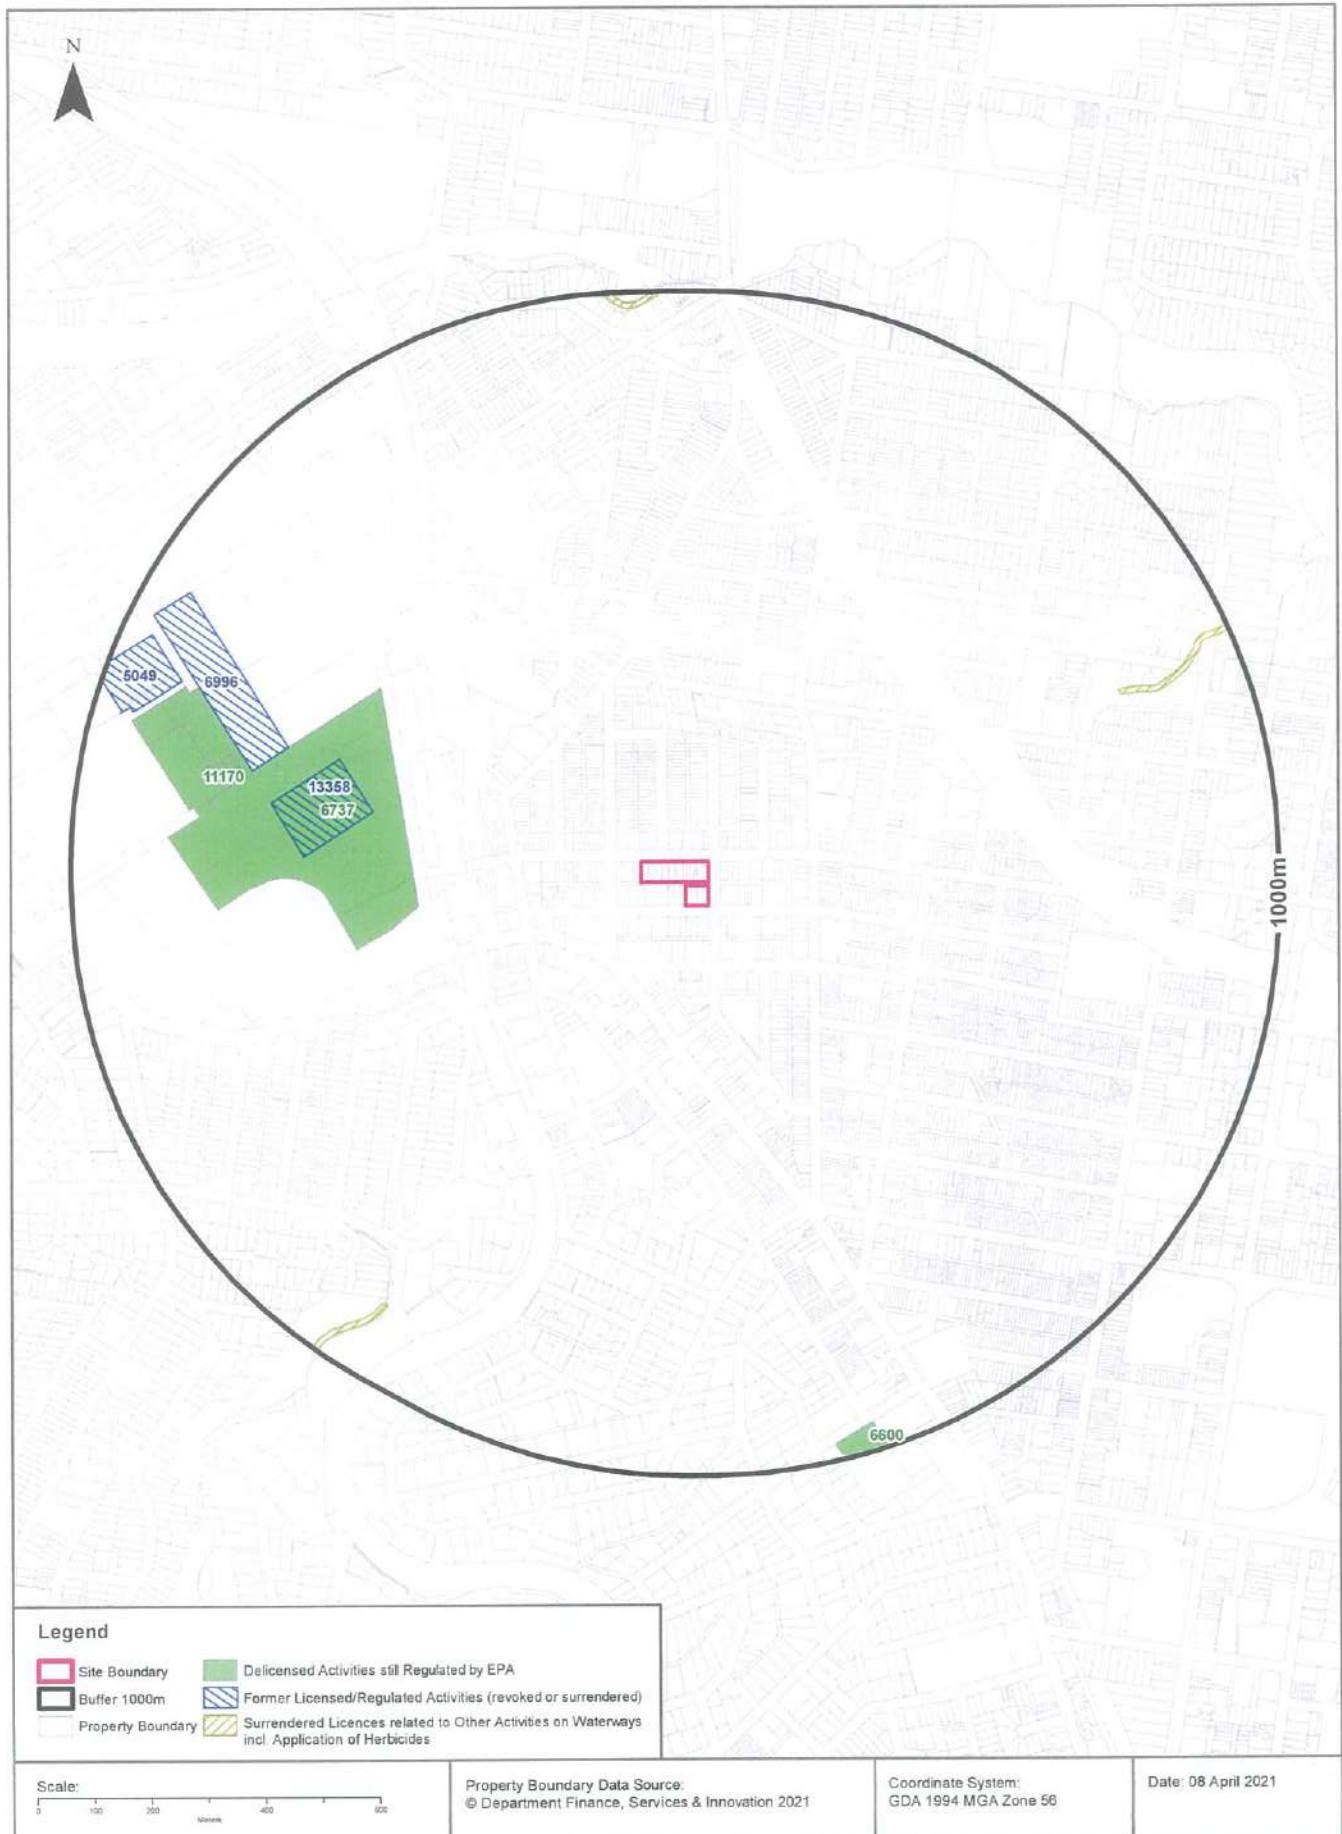 N
5049
6996
11170
13358
6737
1000m
6600
Legend
Site Boundary
Buffer 1000m
Property Boundary
Delicensed Activities still Regulated by EPA
Former Licensed/Regulated Activities (revoked or surrendered)
Surrendered Licences related to Other Activities on Waterways
incl. Application of Herbicides
Scale:
0 100 200 400 600
Meters
Property Boundary Data Source:
© Department Finance, Services & Innovation 2021
Coordinate System:
GDA 1994 MGA Zone 56
Date: 08 April 2021